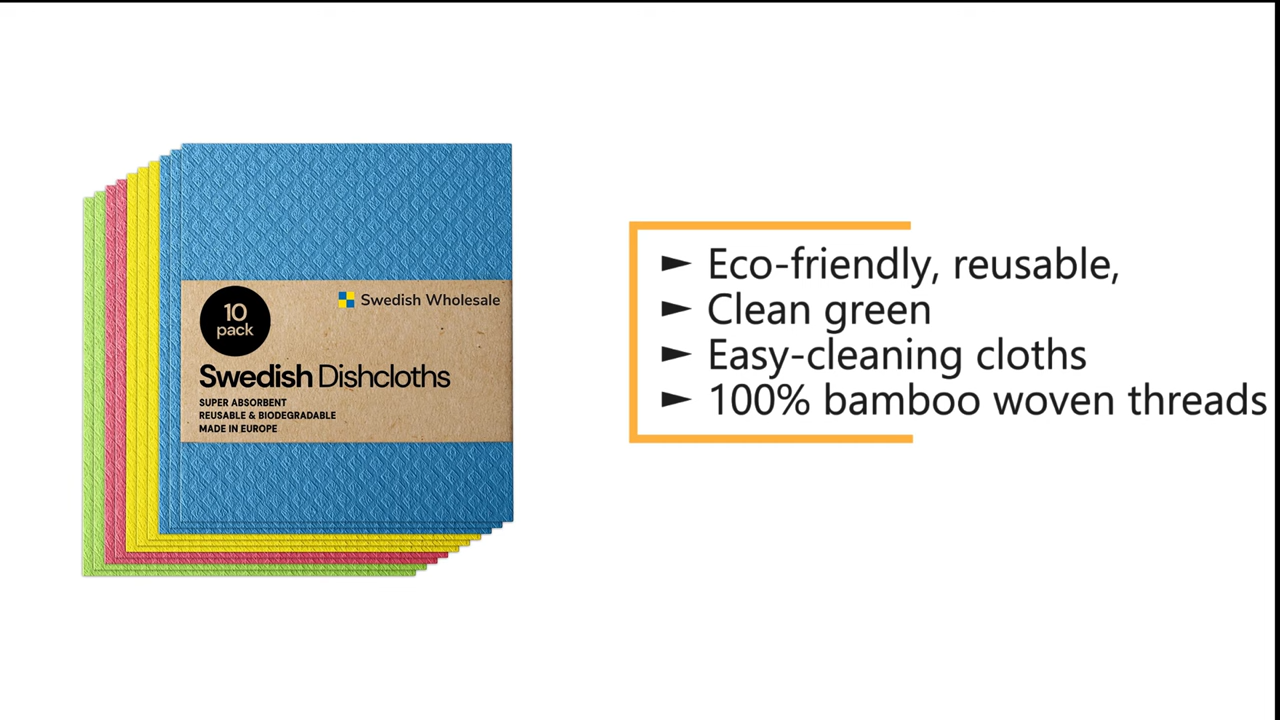 10
pack
Swedish Wholesale
Swedish Dishcloths
SUPER ABSORBENT
REUSABLE & BIODEGRADABLE
MADE IN EUROPE
► Eco-friendly, reusable,
► Clean green
► Easy-cleaning cloths
► 100% bamboo woven threads